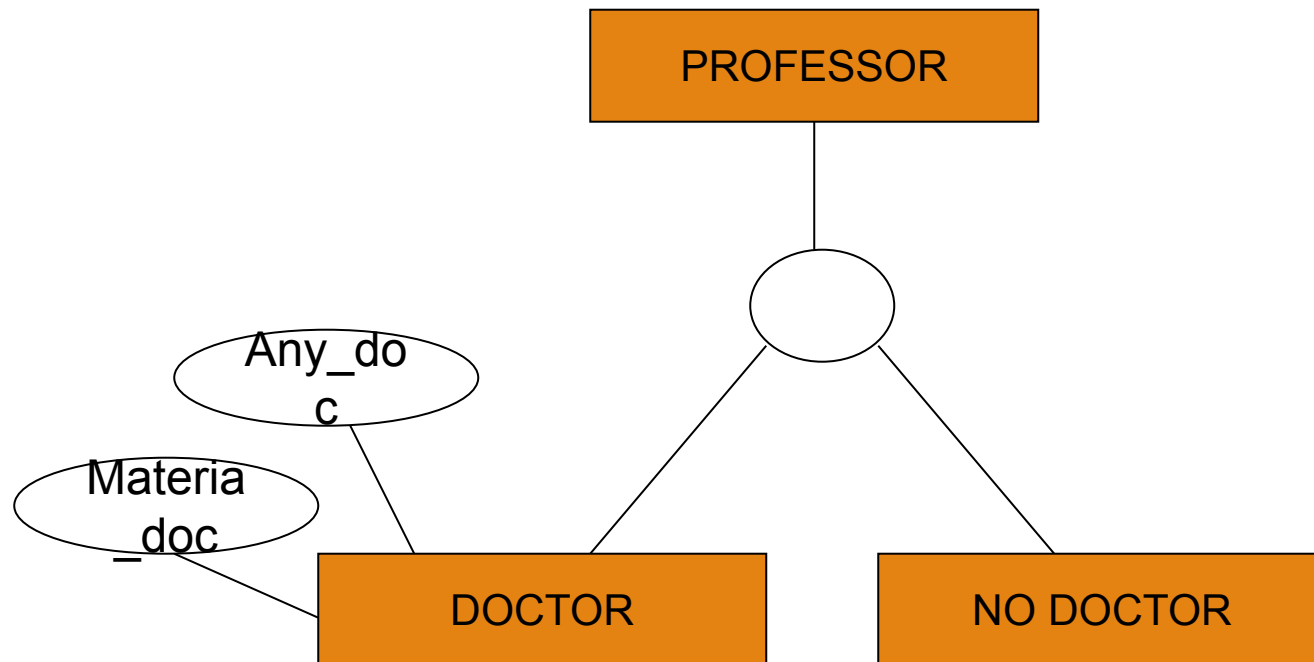 PROFESSOR
Any_do
c
Materia
_doc
DOCTOR
NO DOCTOR